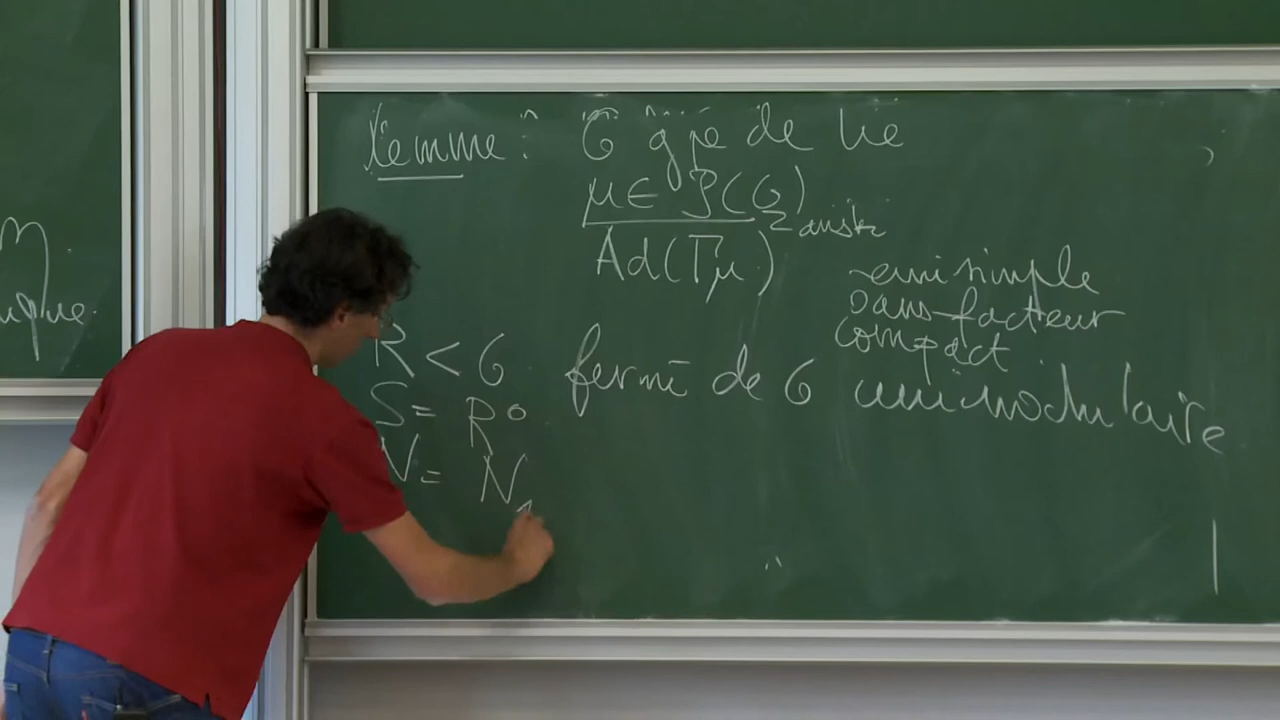 Lemme : G gpe de Lie
μ ∈ P(G)
Ad(Γμ) Zariski
semi simple
sans facteur
compact
R < G fermé de G unimodulaire
S = R⁰
N = N